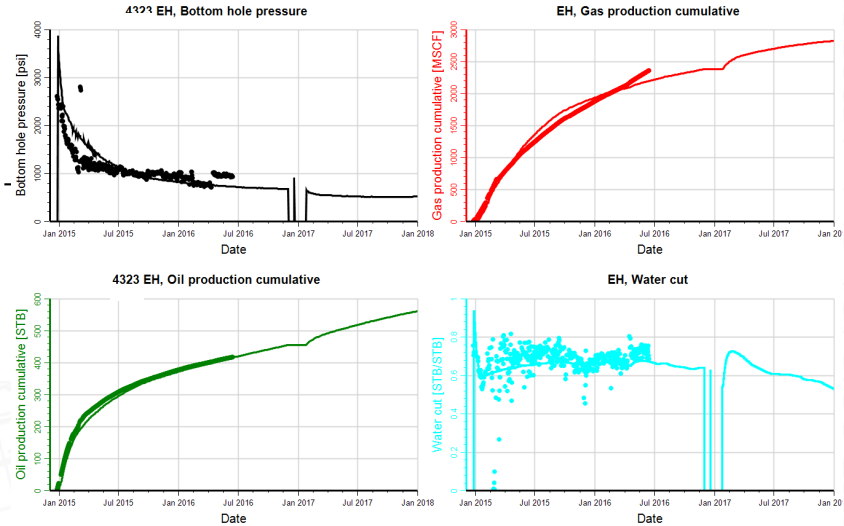 4323 EH, Bottom hole pressure
Bottom hole pressure [psi]
4000
3000
2000
1000
0
Jan 2015 Jul 2015 Jan 2016 Jul 2016 Jan 2017 Jul 2017 Jan 2018
Date
EH, Gas production cumulative
Gas production cumulative [MSCF]
3000
2500
2000
1500
1000
500
0
Jan 2015 Jul 2015 Jan 2016 Jul 2016 Jan 2017 Jul 2017 Jan 20
Date
4323 EH, Oil production cumulative
Oil production cumulative [STB]
600
500
400
300
200
100
0
Jan 2015 Jul 2015 Jan 2016 Jul 2016 Jan 2017 Jul 2017 Jan 2018
Date
EH, Water cut
Water cut [STB/STB]
1
0.8
0.6
0.4
0.2
0
Jan 2015 Jul 2015 Jan 2016 Jul 2016 Jan 2017 Jul 2017 Jan 20
Date